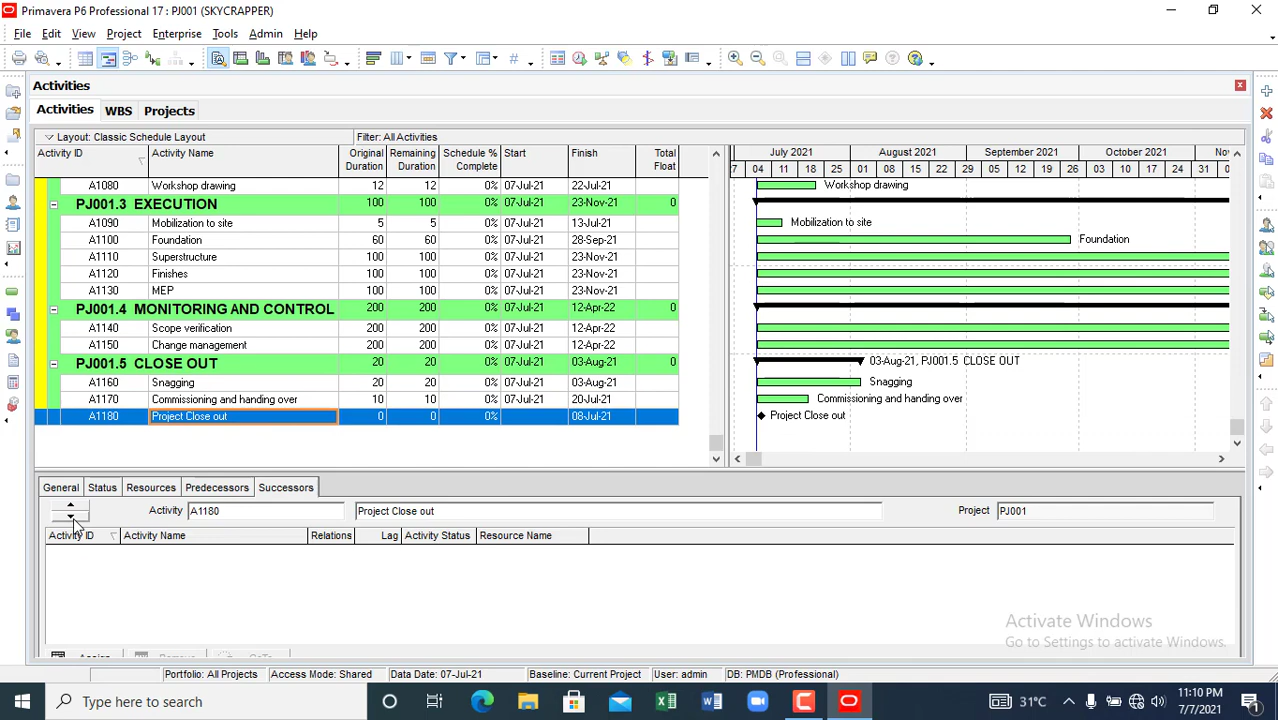 Primavera P6 Professional 17 : PJ001 (SKYCRAPPER)
File Edit View Project Enterprise Tools Admin Help
Activities
Activities WBS Projects
Layout: Classic Schedule Layout Filter: All Activities
Activity ID Activity Name Original Duration Remaining Duration Schedule % Complete Start Finish Total Float
July 2021 August 2021 September 2021 October 2021 Nov
27 04 11 18 25 01 08 15 22 29 05 12 19 26 03 10 17 24 31 0
A1080 Workshop drawing 12 12 0% 07-Jul-21 22-Jul-21 Workshop drawing
PJ001.3 EXECUTION 100 100 07-Jul-21 23-Nov-21 0
A1090 Mobilization to site 5 5 0% 07-Jul-21 13-Jul-21 Mobilization to site
A1100 Foundation 60 60 0% 07-Jul-21 28-Sep-21 Foundation
A1110 Superstructure 100 100 0% 07-Jul-21 23-Nov-21
A1120 Finishes 100 100 0% 07-Jul-21 23-Nov-21
A1130 MEP 100 100 0% 07-Jul-21 23-Nov-21
PJ001.4 MONITORING AND CONTROL 200 200 07-Jul-21 12-Apr-22 0
A1140 Scope verification 200 200 0% 07-Jul-21 12-Apr-22
A1150 Change management 200 200 0% 07-Jul-21 12-Apr-22
PJ001.5 CLOSE OUT 20 20 07-Jul-21 03-Aug-21 0 03-Aug-21, PJ001.5 CLOSE OUT
A1160 Snagging 20 20 0% 07-Jul-21 03-Aug-21 Snagging
A1170 Commissioning and handing over 10 10 0% 07-Jul-21 20-Jul-21 Commissioning and handing over
A1180 Project Close out 0 0 0% 08-Jul-21 Project Close out
General Status Resources Predecessors Successors
Activity A1180 Project Close out Project PJ001
Activity ID Activity Name Relations Lag Activity Status Resource Name
Activate Windows
Go to Settings to activate Windows.
Assign Remove GoTo
Portfolio: All Projects Access Mode: Shared Data Date: 07-Jul-21 Baseline: Current Project User: admin DB: PMDB (Professional)
Type here to search 31°C 11:10 PM
7/7/2021